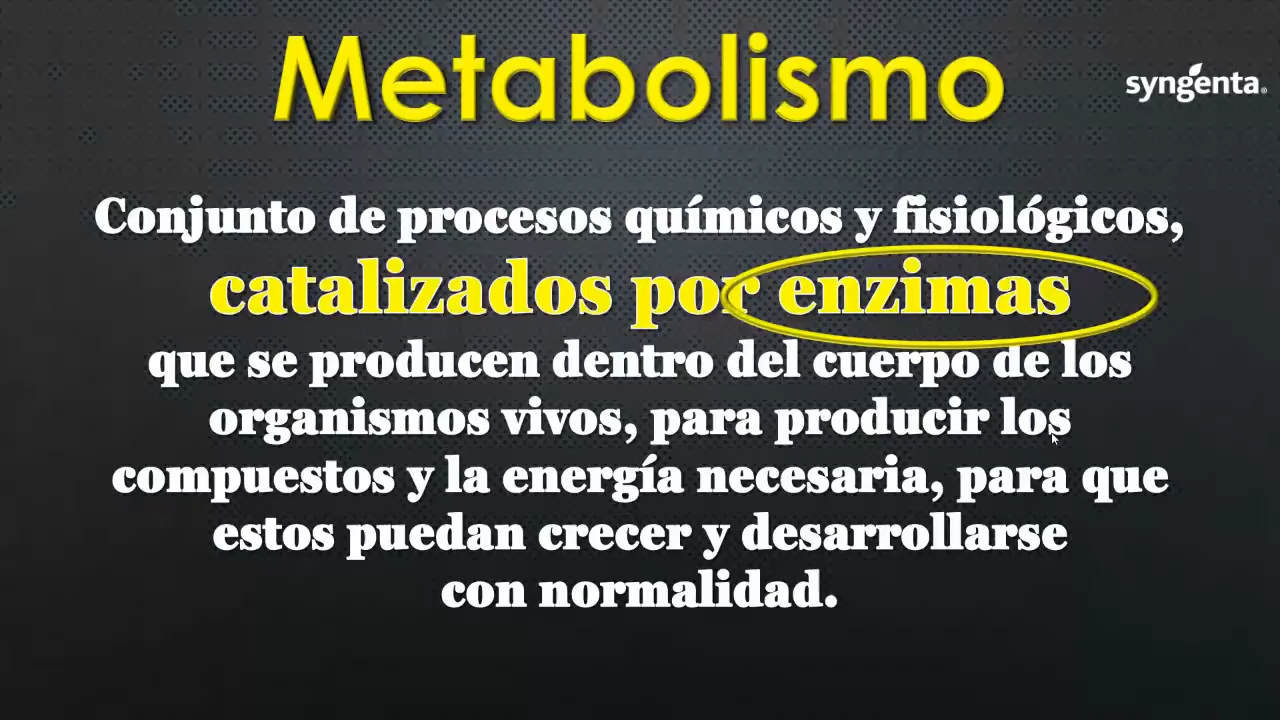 Metabolismo
syngenta®
Conjunto de procesos químicos y fisiológicos,
catalizados por enzimas
que se producen dentro del cuerpo de los
organismos vivos, para producir los
compuestos y la energía necesaria, para que
estos puedan crecer y desarrollarse
con normalidad.